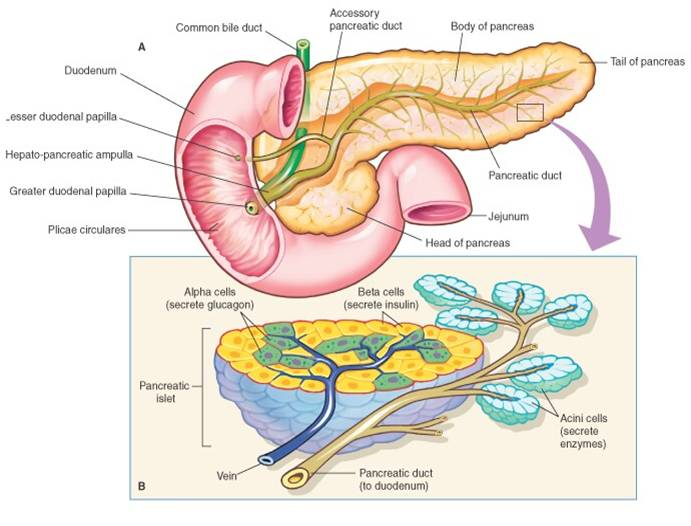 A
Common bile duct
Accessory
pancreatic duct
Body of pancreas
Tail of pancreas
Duodenum
esser duodenal papilla
Hepato-pancreatic ampulla
Greater duodenal papilla
Plicae circulares
Pancreatic duct
Jejunum
Head of pancreas
Alpha cells
(secrete glucagon)
Beta cells
(secrete insulin)
Pancreatic
islet
Acini cells
(secrete
enzymes)
Vein
Pancreatic duct
(to duodenum)
B